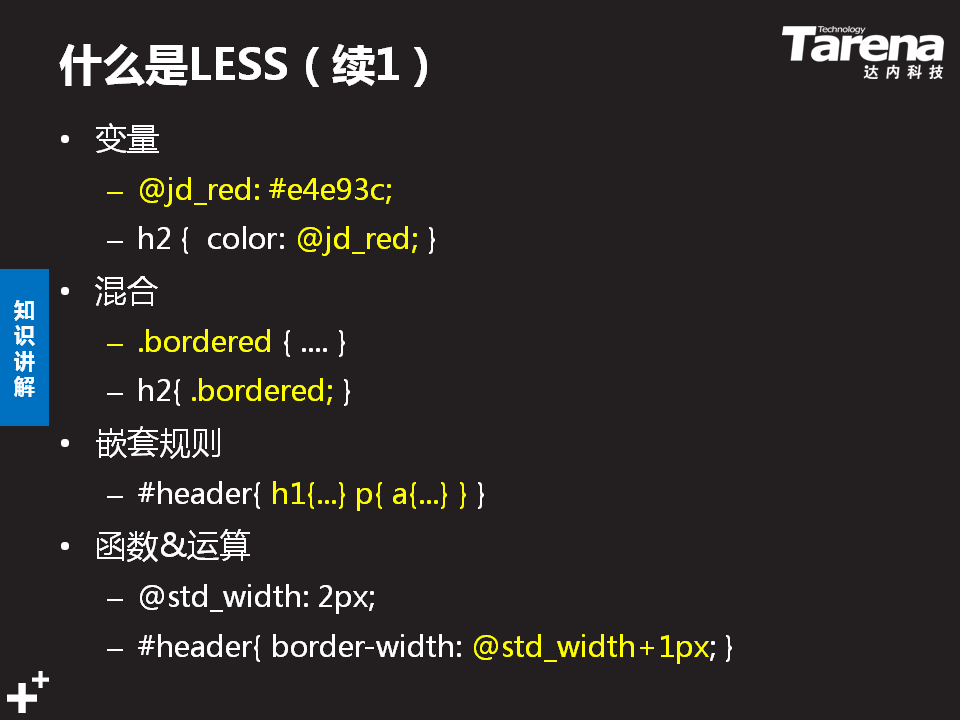 什么是LESS（续1）
Technology
Tarena
达内科技
• 变量
– @jd_red: #e4e93c;
– h2 {  color: @jd_red; }
• 混合
– .bordered { .... }
– h2{ .bordered; }
• 嵌套规则
– #header{ h1{...} p{ a{...} } }
• 函数&运算
– @std_width: 2px;
– #header{ border-width: @std_width+1px; }
知识讲解